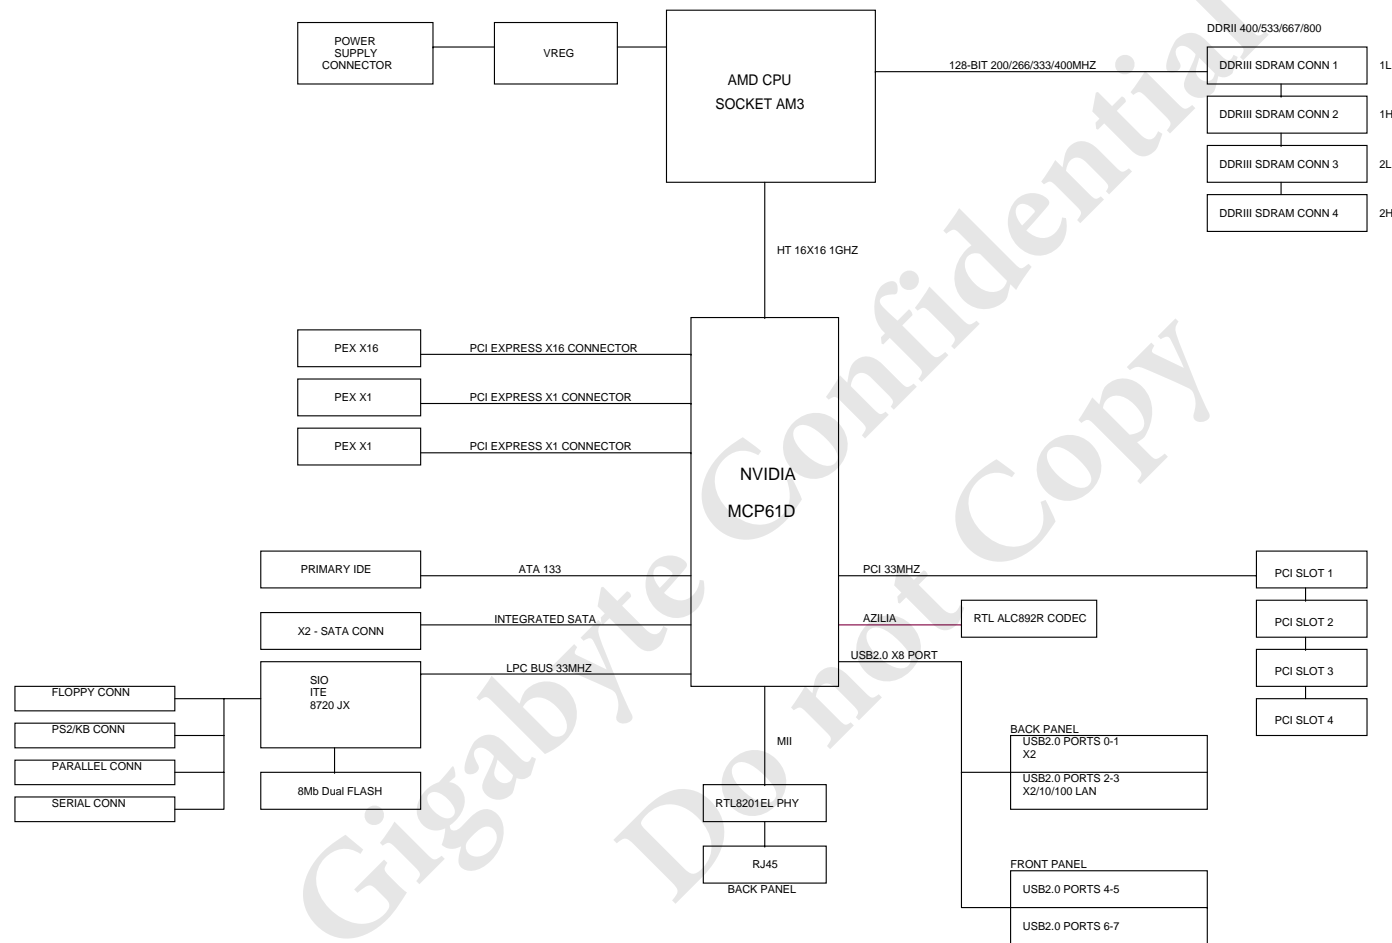 DDRII 400/533/667/800
POWER
SUPPLY
CONNECTOR
VREG
AMD CPU
SOCKET AM3
128-BIT 200/266/333/400MHZ
DDRIII SDRAM CONN 1
1L
DDRIII SDRAM CONN 2
1H
DDRIII SDRAM CONN 3
2L
DDRIII SDRAM CONN 4
2H
HT 16X16 1GHZ
PEX X16
PCI EXPRESS X16 CONNECTOR
PEX X1
PCI EXPRESS X1 CONNECTOR
PEX X1
PCI EXPRESS X1 CONNECTOR
NVIDIA
MCP61D
PRIMARY IDE
ATA 133
PCI 33MHZ
PCI SLOT 1
X2 - SATA CONN
INTEGRATED SATA
AZILIA
RTL ALC892R CODEC
PCI SLOT 2
USB2.0 X8 PORT
PCI SLOT 3
PCI SLOT 4
SIO
ITE
8720 JX
LPC BUS 33MHZ
FLOPPY CONN
PS2/KB CONN
PARALLEL CONN
SERIAL CONN
8Mb Dual FLASH
MII
RTL8201EL PHY
RJ45
BACK PANEL
BACK PANEL
USB2.0 PORTS 0-1
X2
USB2.0 PORTS 2-3
X2/10/100 LAN
FRONT PANEL
USB2.0 PORTS 4-5
USB2.0 PORTS 6-7
Gigabyte Confidential
Do not Copy